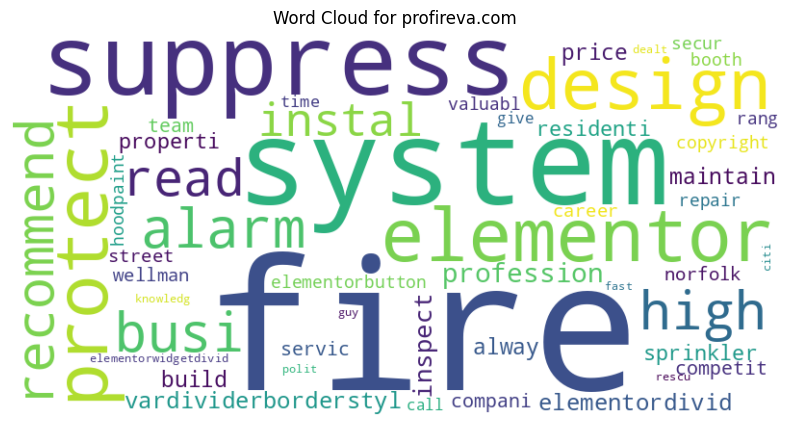 Word Cloud for profireva.com
suppress
price
dealt
secur
booth
design
time
valuabl
give
rang
team
instal
residenti
copyright
properti
recommend
protect
hoodpaint
read
system
maintain
repair
career
alarm
elementor
street
wellman
citi
elementorbutton
profession
norfolk
fire
fast
knowledg
guy
busi
high
inspect
servic
alway
sprinkler
elementorwidgetdivid
competit
polit
build
rescu
vardividerborderstyl
call
compani
elementordivid